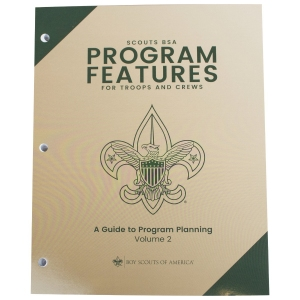 SCOUTS BSA
PROGRAM
FEATURES
FOR TROOPS AND CREWS
A Guide to Program Planning
Volume 2
BOY SCOUTS OF AMERICA